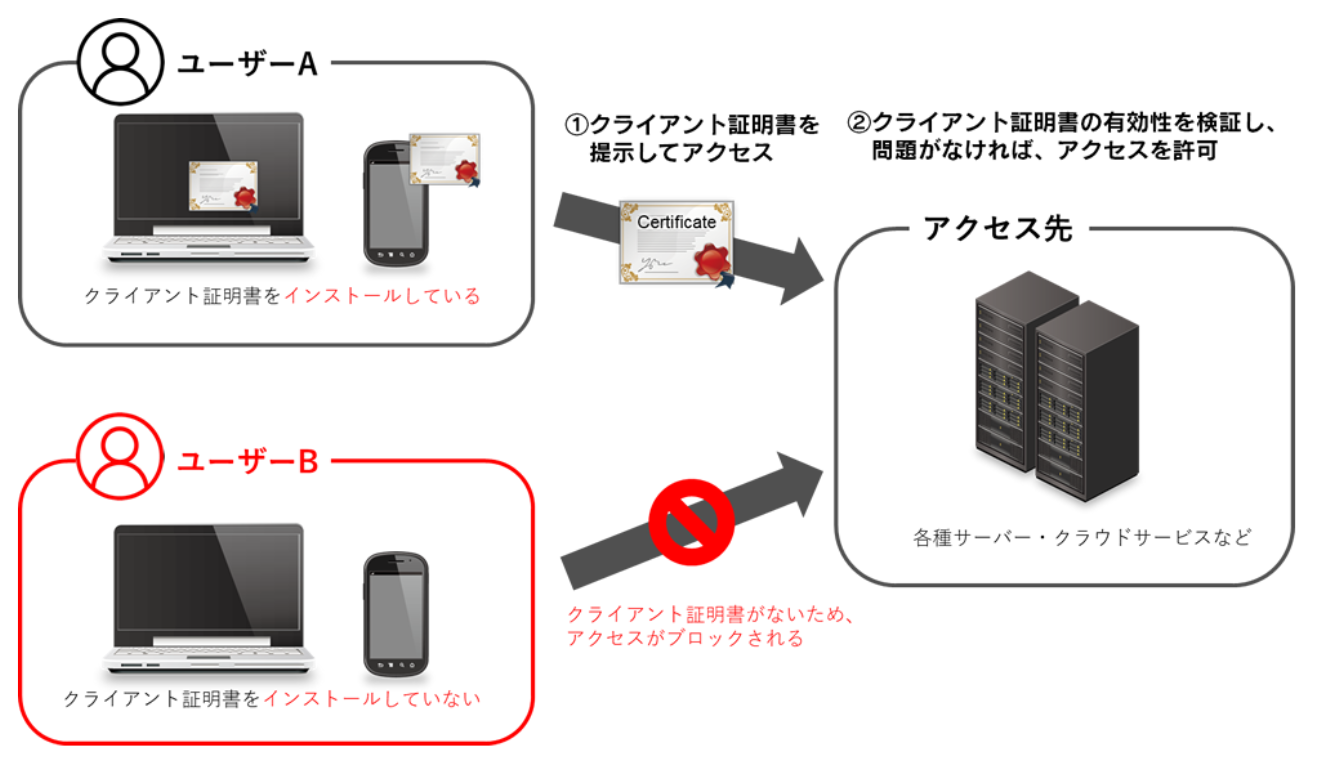 ユーザーA
クライアント証明書をインストールしている
①クライアント証明書を
提示してアクセス
Certificate
②クライアント証明書の有効性を検証し、
問題がなければ、アクセスを許可
アクセス先
各種サーバー・クラウドサービスなど
ユーザーB
クライアント証明書をインストールしていない
クライアント証明書がないため、
アクセスがブロックされる